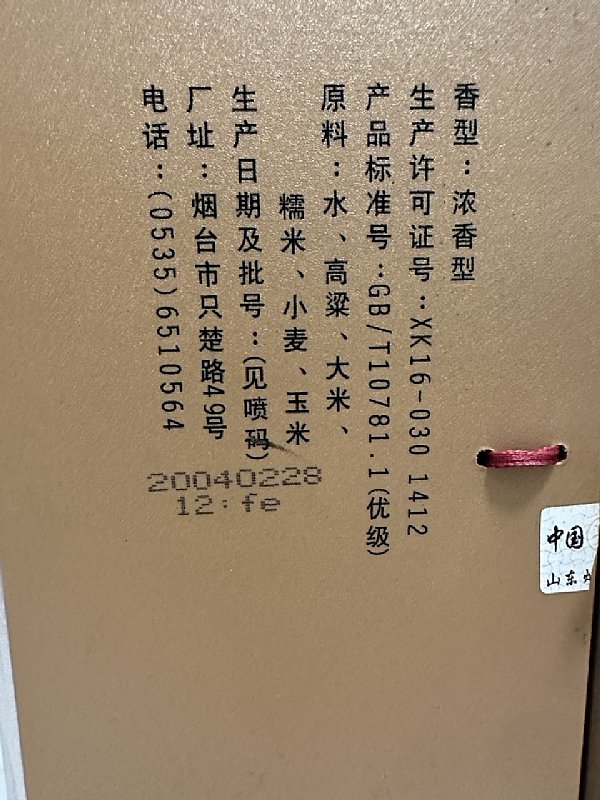 香型：浓香型
生产许可证号：XK16-030 1412
产品标准号：GB/T10781.1(优级)
原料：水、高粱、大米、
糯米、小麦、玉米
生产日期及批号：(见喷码)
厂址：烟台市只楚路49号
电话：(0535)6510564
20040228
12:fe
中国
山东